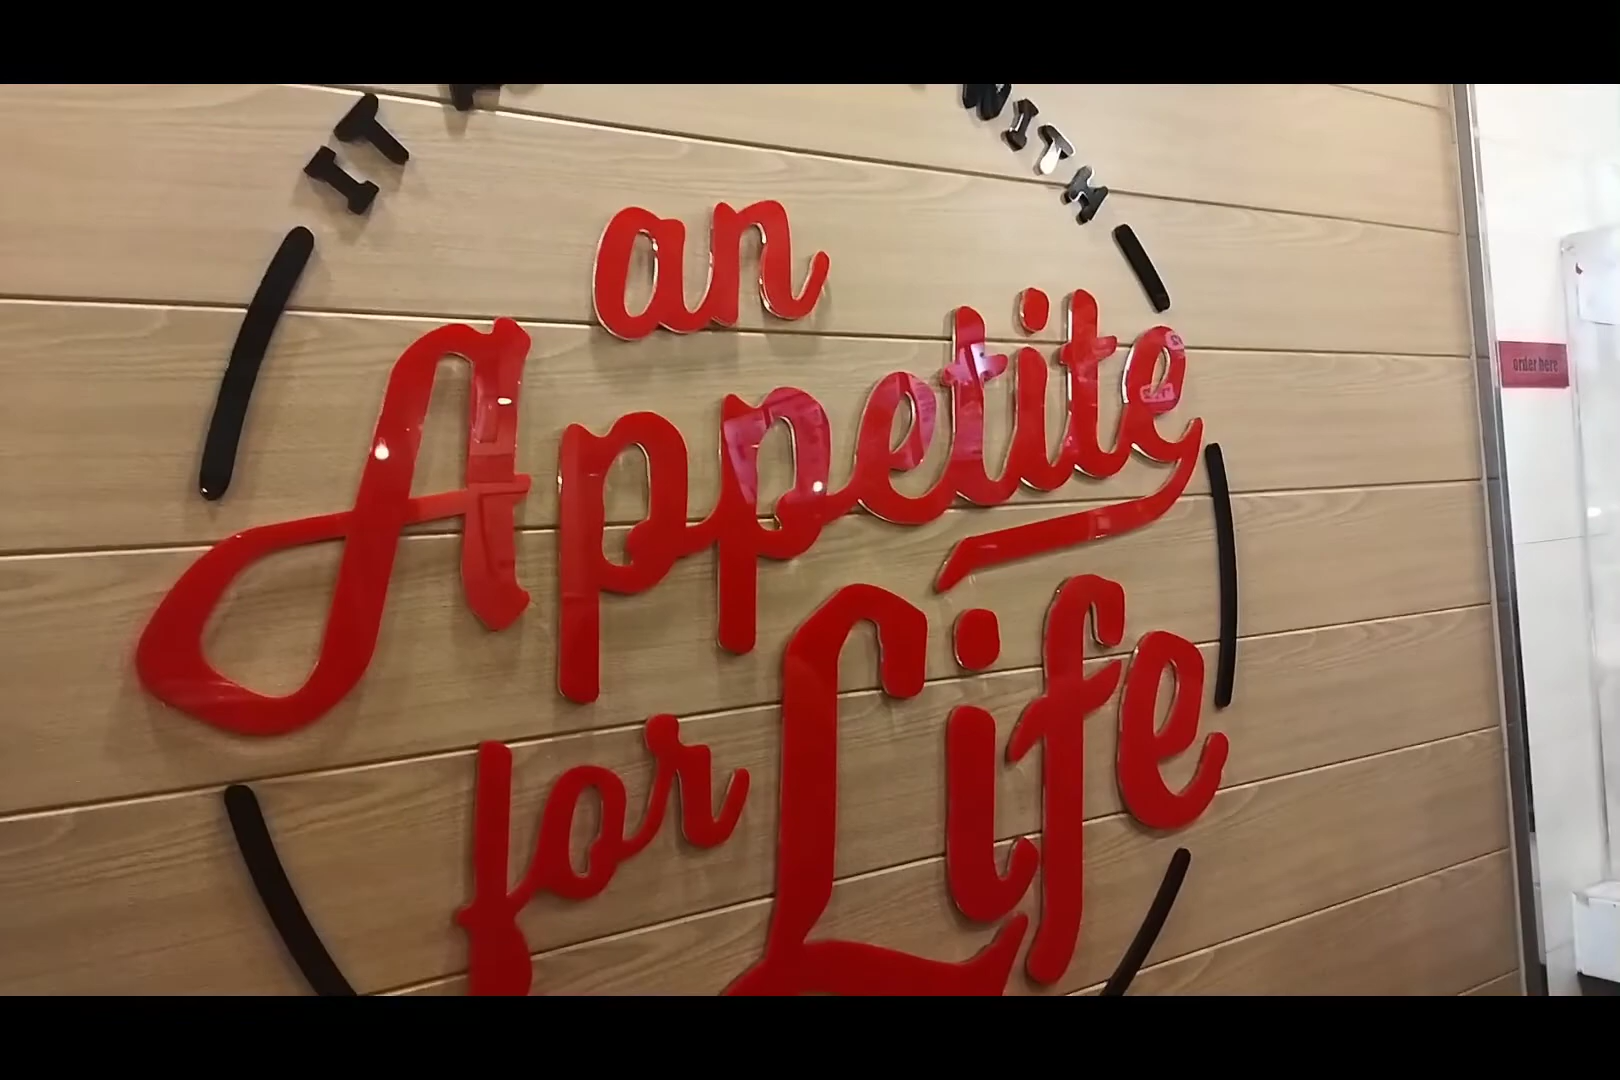 IT
WITH
an
Appetite
for Life
order here